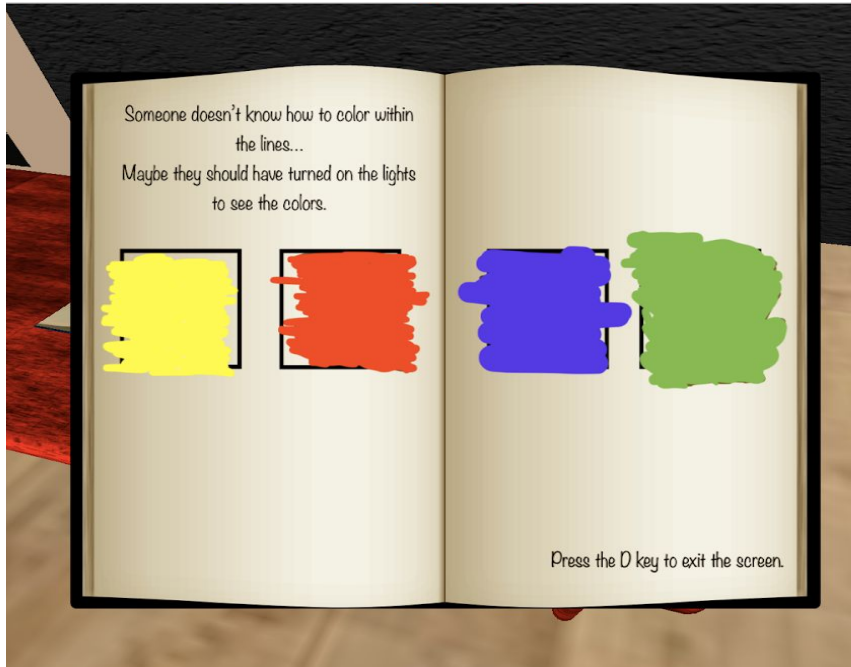 Someone doesn't know how to color within
the lines...
Maybe they should have turned on the lights
to see the colors.
Press the D key to exit the screen.